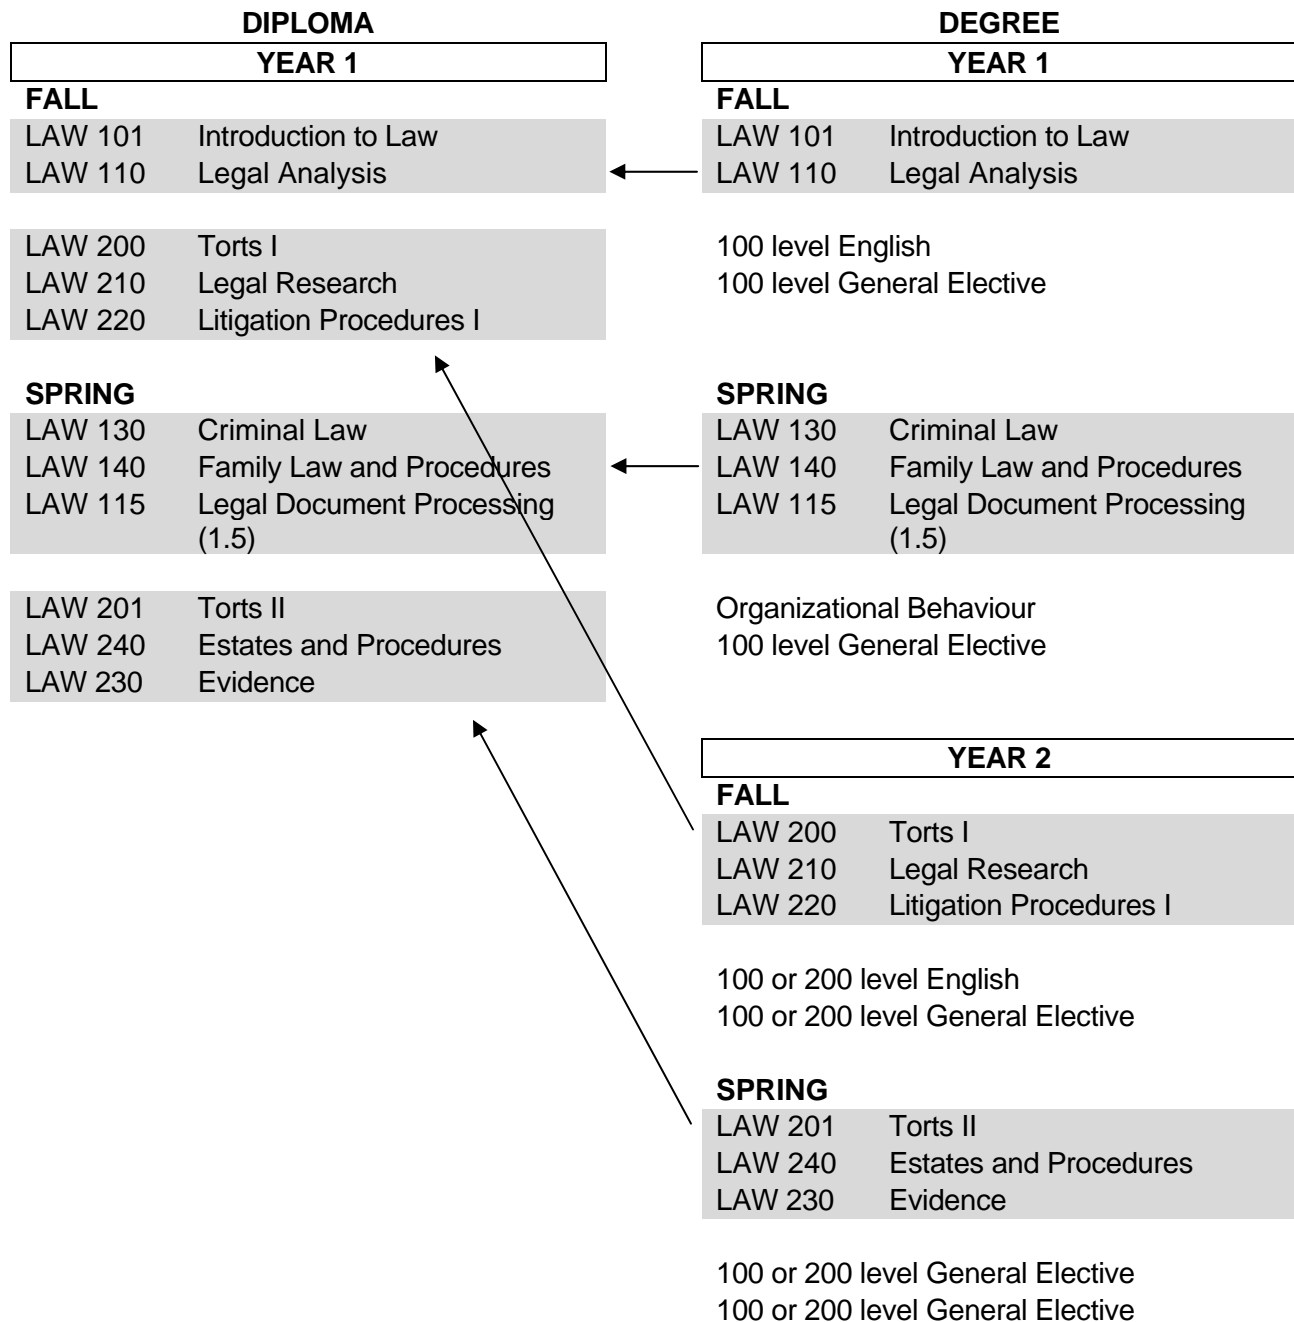 DIPLOMA
YEAR 1
FALL
LAW 101 Introduction to Law
LAW 110 Legal Analysis
LAW 200 Torts I
LAW 210 Legal Research
LAW 220 Litigation Procedures I
SPRING
LAW 130 Criminal Law
LAW 140 Family Law and Procedures
LAW 115 Legal Document Processing
(1.5)
LAW 201 Torts II
LAW 240 Estates and Procedures
LAW 230 Evidence
DEGREE
YEAR 1
FALL
LAW 101 Introduction to Law
LAW 110 Legal Analysis
100 level English
100 level General Elective
SPRING
LAW 130 Criminal Law
LAW 140 Family Law and Procedures
LAW 115 Legal Document Processing
(1.5)
Organizational Behaviour
100 level General Elective
YEAR 2
FALL
LAW 200 Torts I
LAW 210 Legal Research
LAW 220 Litigation Procedures I
100 or 200 level English
100 or 200 level General Elective
SPRING
LAW 201 Torts II
LAW 240 Estates and Procedures
LAW 230 Evidence
100 or 200 level General Elective
100 or 200 level General Elective